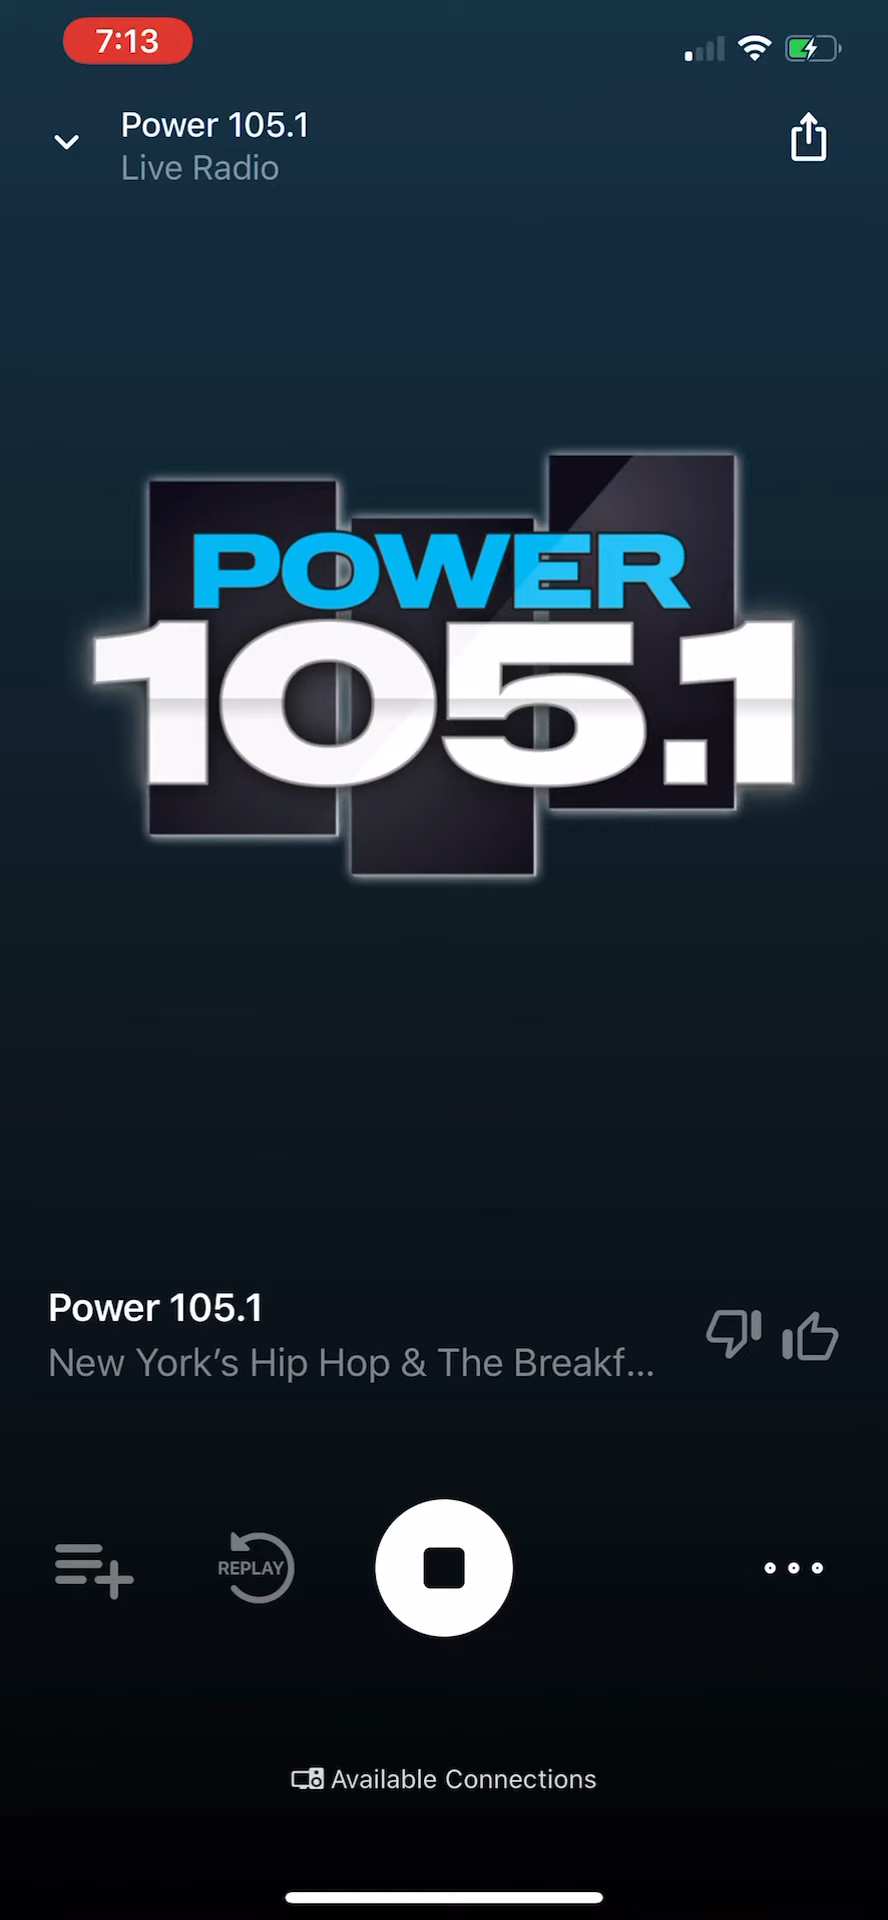 7:13
Power 105.1
Live Radio
POWER
105.1
Power 105.1
New York’s Hip Hop & The Breakf...
REPLAY
Available Connections